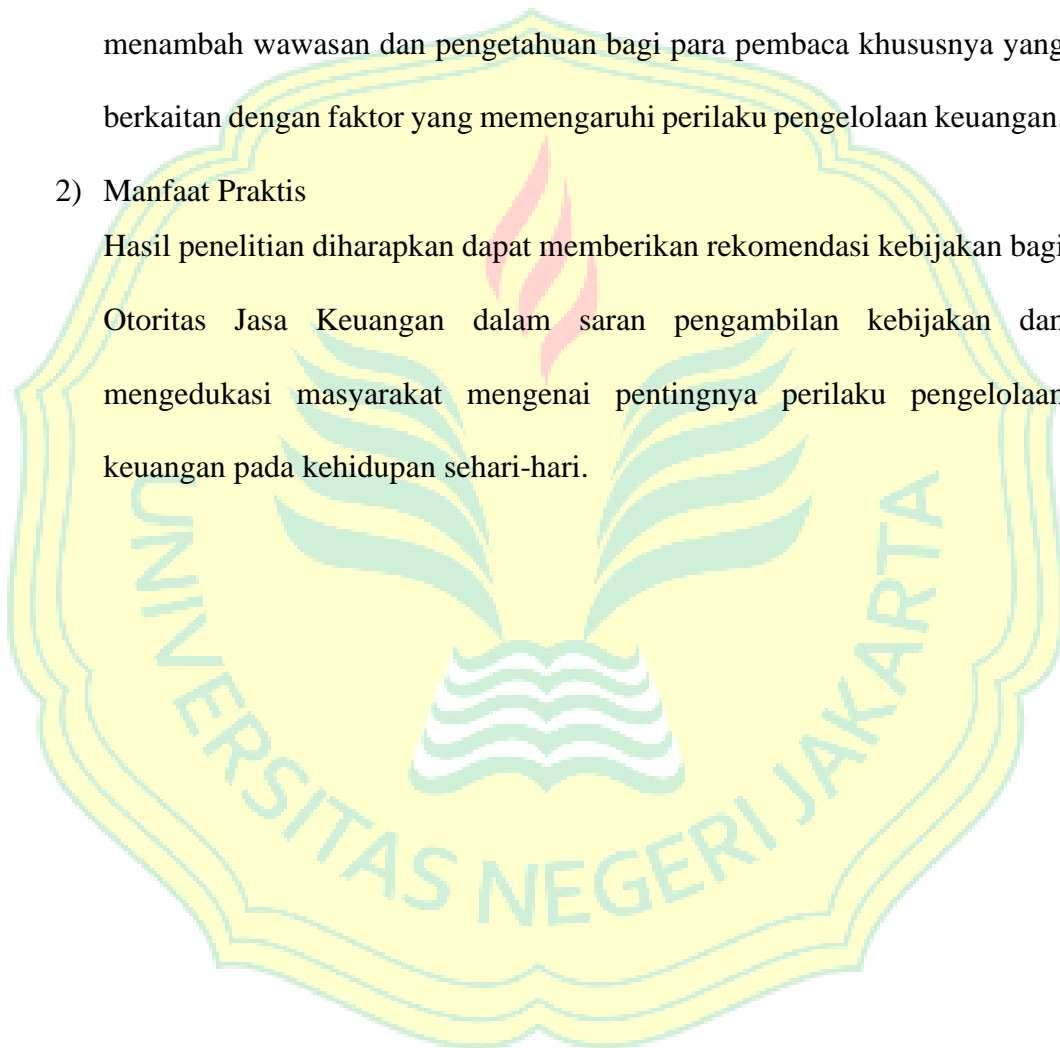 menambah wawasan dan pengetahuan bagi para pembaca khususnya yang
berkaitan dengan faktor yang memengaruhi perilaku pengelolaan keuangan.
2) Manfaat Praktis
Hasil penelitian diharapkan dapat memberikan rekomendasi kebijakan bagi
Otoritas Jasa Keuangan dalam saran pengambilan kebijakan dan
mengedukasi masyarakat mengenai pentingnya perilaku pengelolaan
keuangan pada kehidupan sehari-hari.
UNIVERSITAS NEGERI JAKARTA